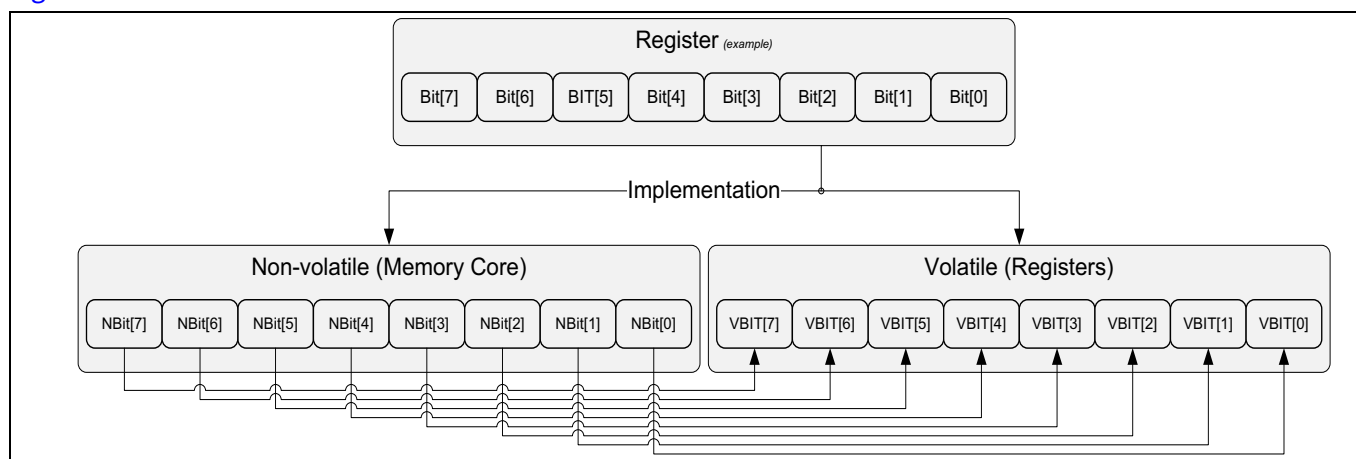 Register (example)
Bit[7] Bit[6] BIT[5] Bit[4] Bit[3] Bit[2] Bit[1] Bit[0]
Implementation
Non-volatile (Memory Core)
NBit[7] NBit[6] NBit[5] NBit[4] NBit[3] NBit[2] NBit[1] NBit[0]
Volatile (Registers)
VBIT[7] VBIT[6] VBIT[5] VBIT[4] VBIT[3] VBIT[2] VBIT[1] VBIT[0]